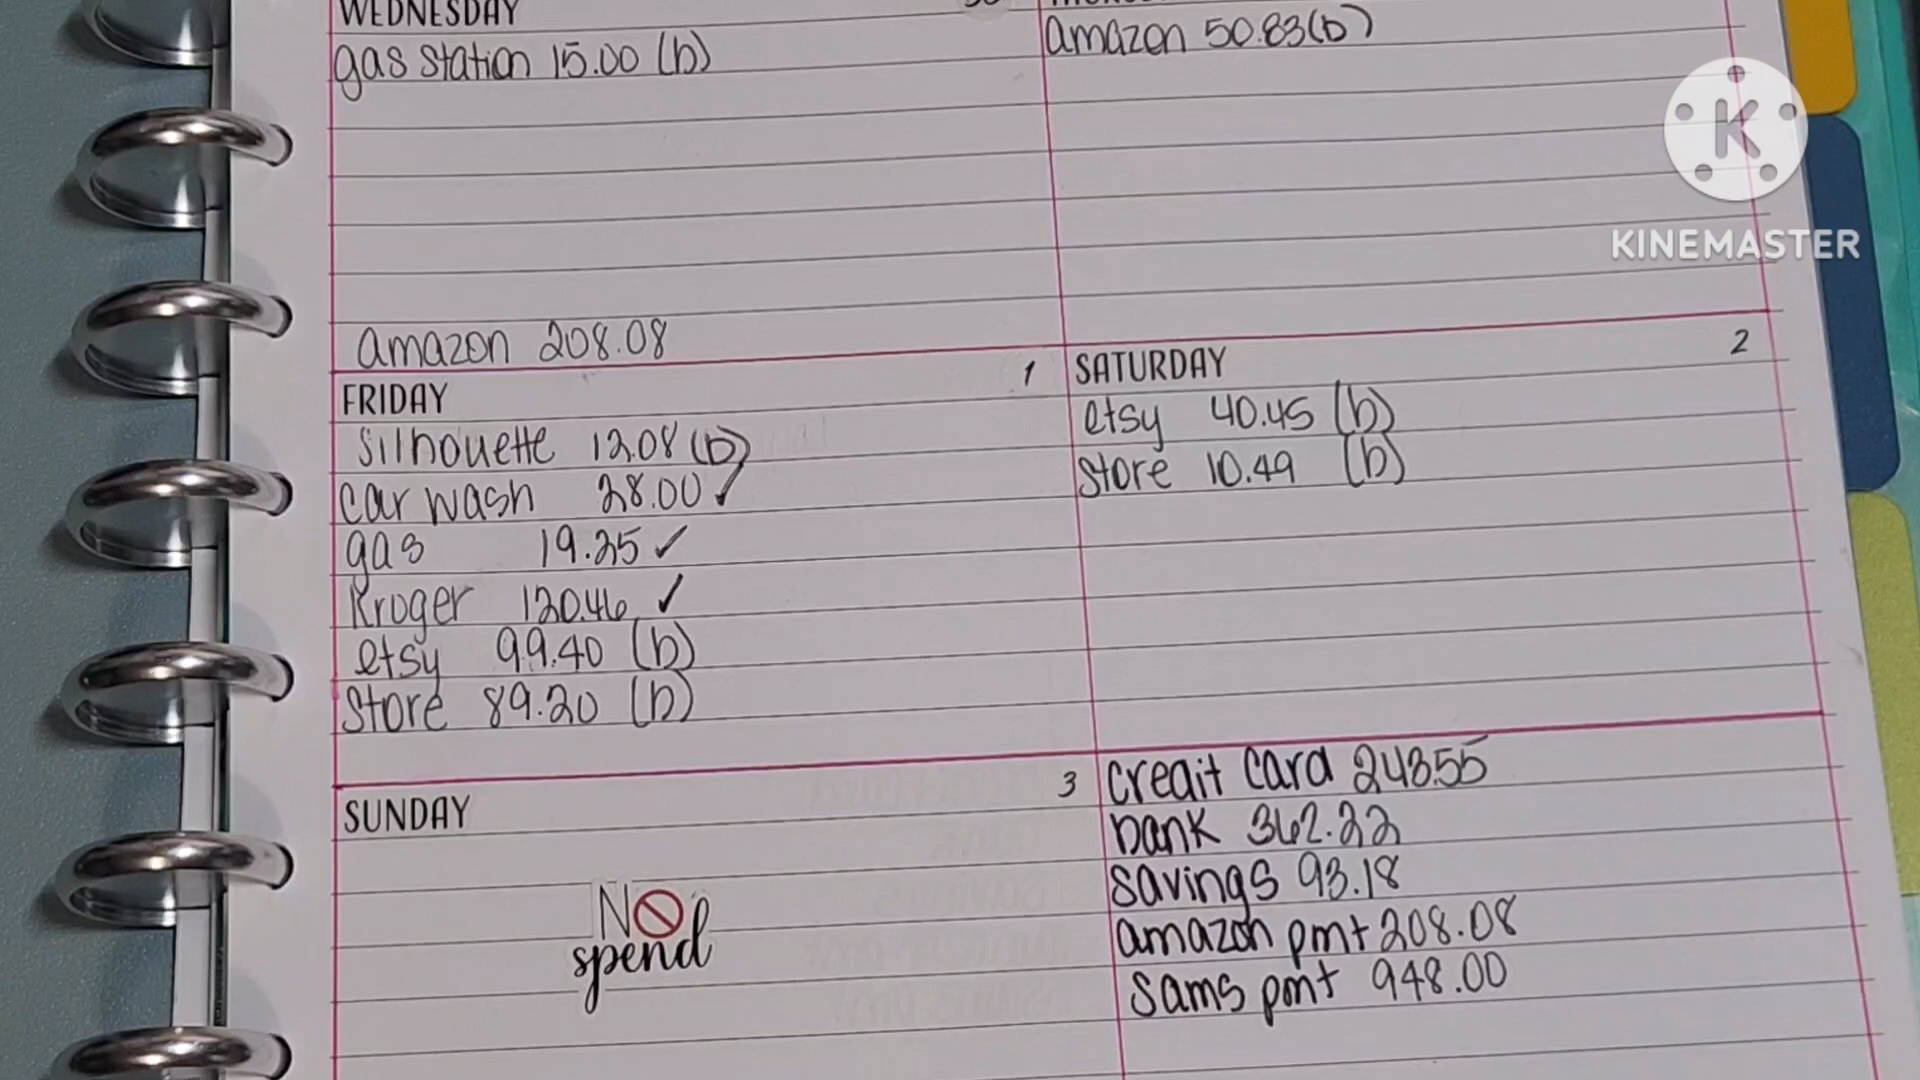 WEDNESDAY
gas station 15.00 (b)
amazon 208.08
amazon 50.83(b)
K
KINEMASTER
FRIDAY 1
silhouette 12.08 (b)
car wash 28.00 ✓
gas 19.25 ✓
Kroger 120.46 ✓
etsy 99.40 (b)
store 89.20 (b)
SATURDAY 2
etsy 40.45 (b)
store 10.49 (b)
SUNDAY 3
NO
spend
credit card 248.55
bank 362.22
savings 93.18
amazon pmt 208.08
sams pmt 948.00